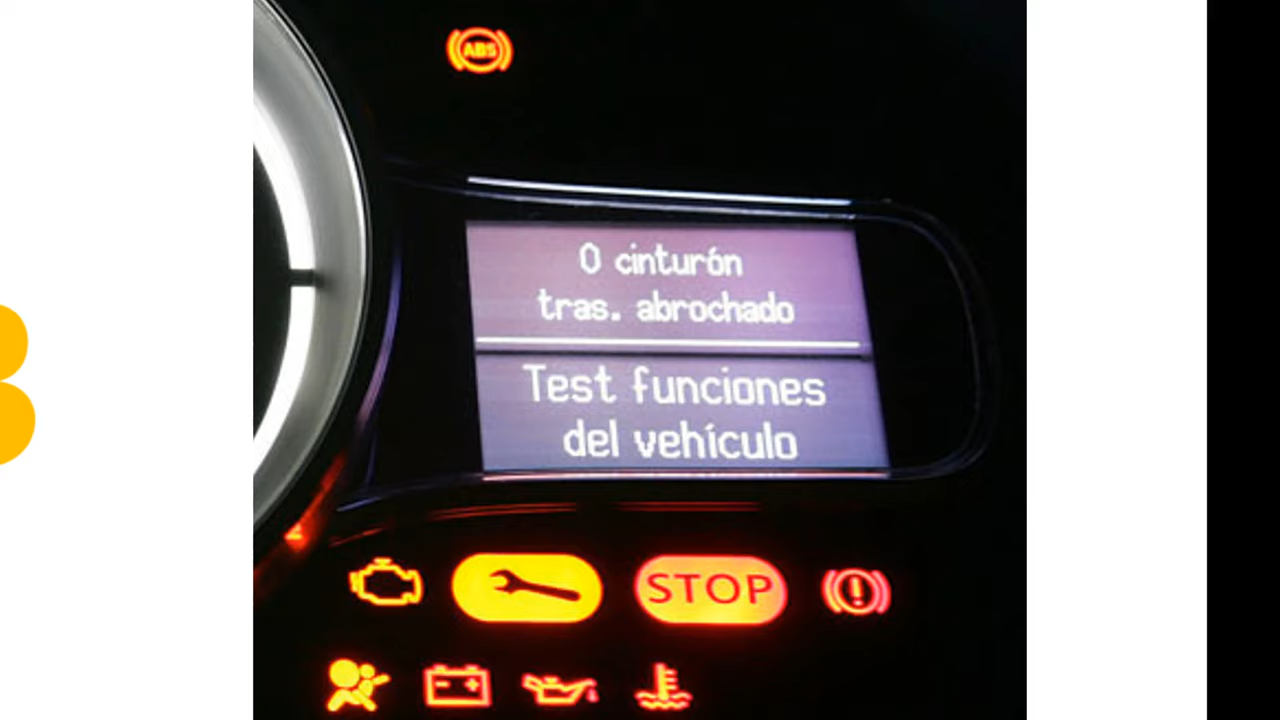 ABS
0 cinturón
tras. abrochado
Test funciones
del vehículo
STOP